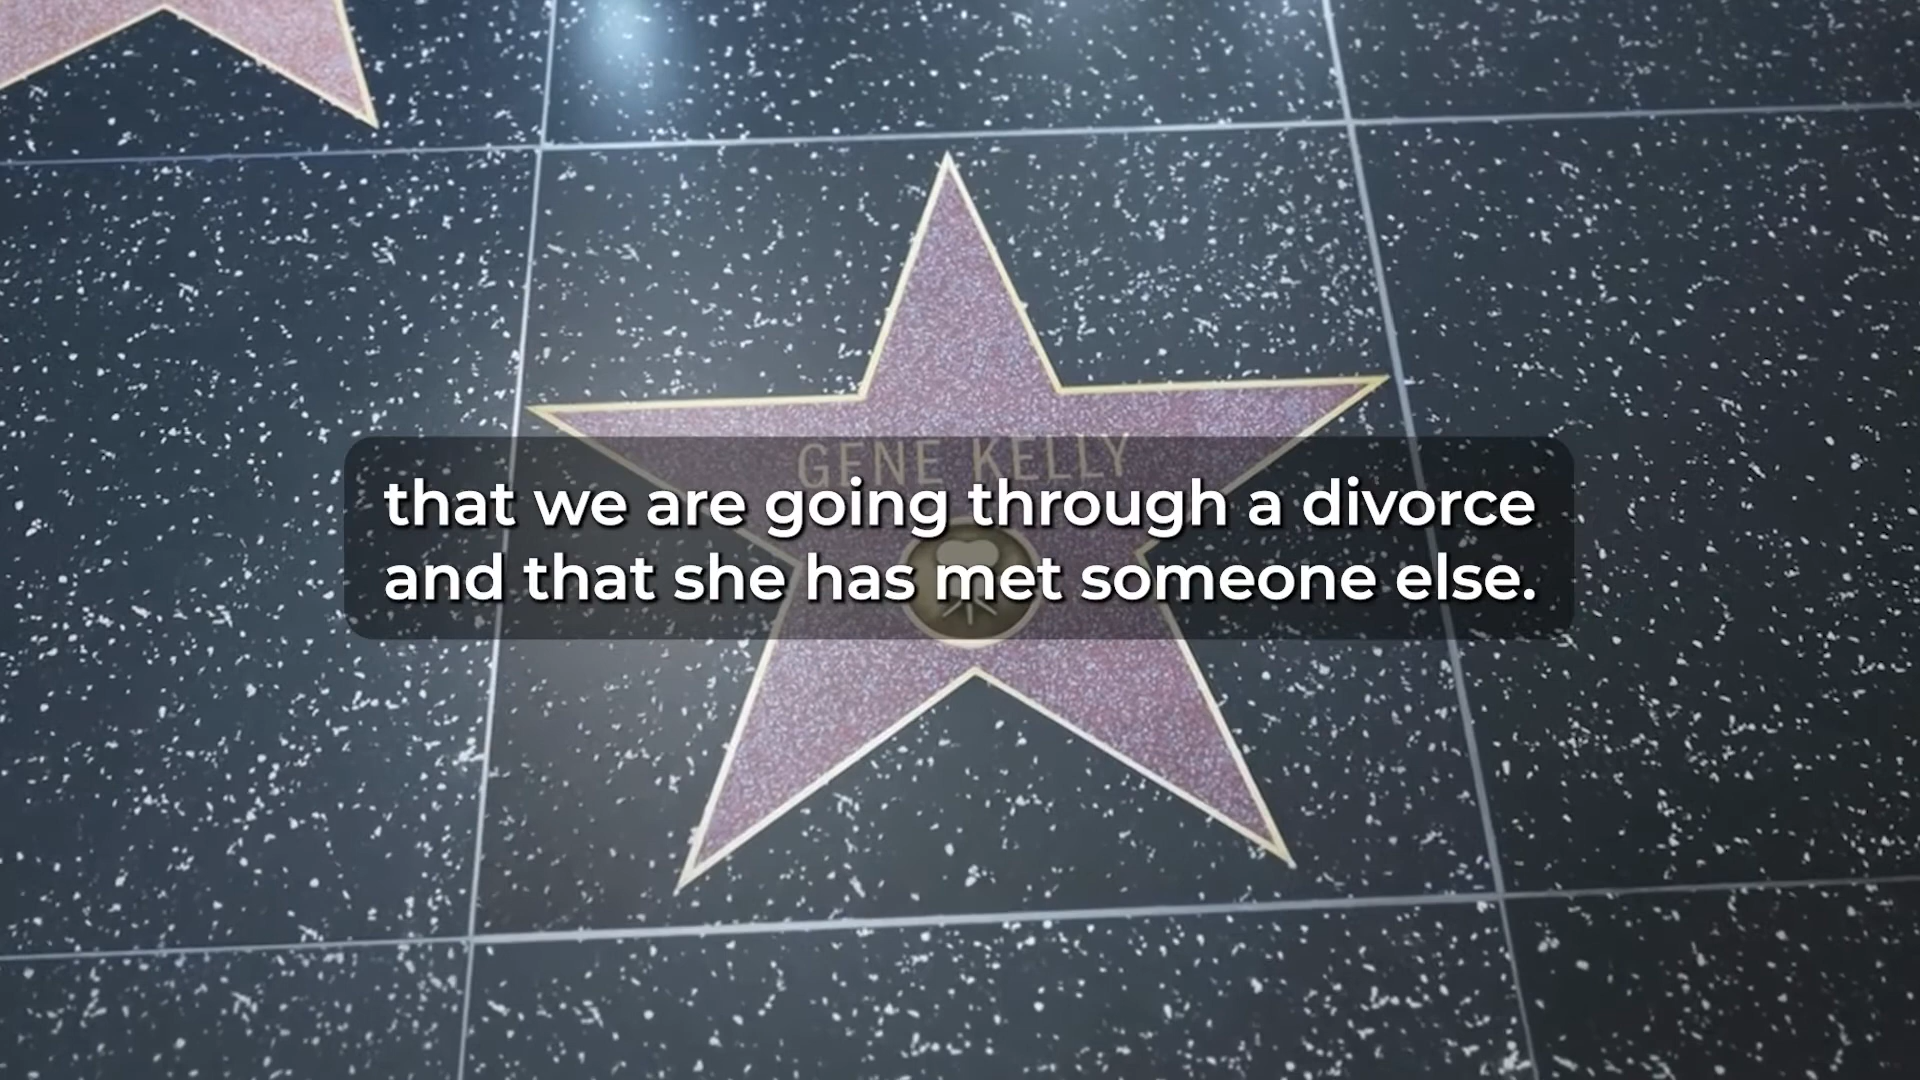 GENE KELLY
that we are going through a divorce
and that she has met someone else.